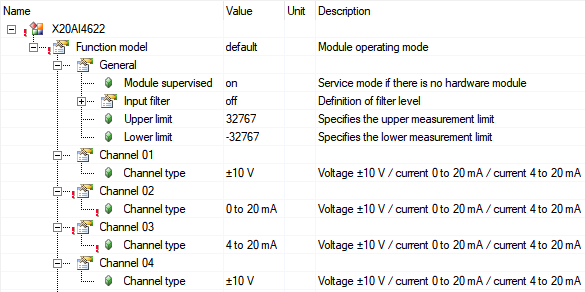 Name Value Unit Description
X20AI4622
Function model default Module operating mode
General
Module supervised on Service mode if there is no hardware module
Input filter off Definition of filter level
Upper limit 32767 Specifies the upper measurement limit
Lower limit -32767 Specifies the lower measurement limit
Channel 01
Channel type ±10 V Voltage ±10 V / current 0 to 20 mA / current 4 to 20 mA
Channel 02
Channel type 0 to 20 mA Voltage ±10 V / current 0 to 20 mA / current 4 to 20 mA
Channel 03
Channel type 4 to 20 mA Voltage ±10 V / current 0 to 20 mA / current 4 to 20 mA
Channel 04
Channel type ±10 V Voltage ±10 V / current 0 to 20 mA / current 4 to 20 mA